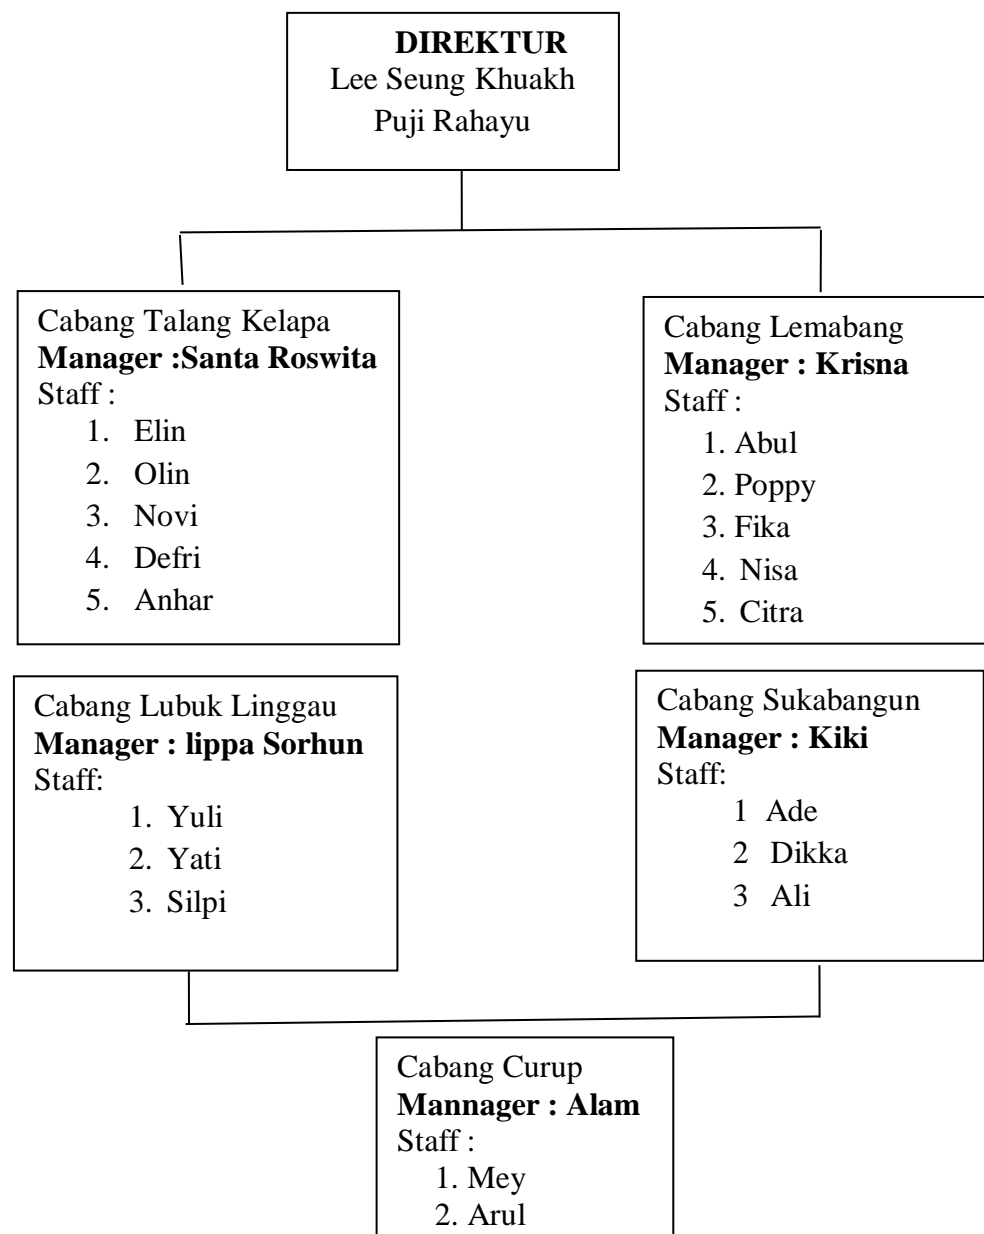 DIREKTUR
Lee Seung Khuakh
Puji Rahayu
Cabang Talang Kelapa
Manager :Santa Roswita
Staff :
1. Elin
2. Olin
3. Novi
4. Defri
5. Anhar
Cabang Lemabang
Manager : Krisna
Staff :
1. Abul
2. Poppy
3. Fika
4. Nisa
5. Citra
Cabang Lubuk Linggau
Manager : lippa Sorhun
Staff:
1. Yuli
2. Yati
3. Silpi
Cabang Sukabangun
Manager : Kiki
Staff:
1 Ade
2 Dikka
3 Ali
Cabang Curup
Mannager : Alam
Staff :
1. Mey
2. Arul